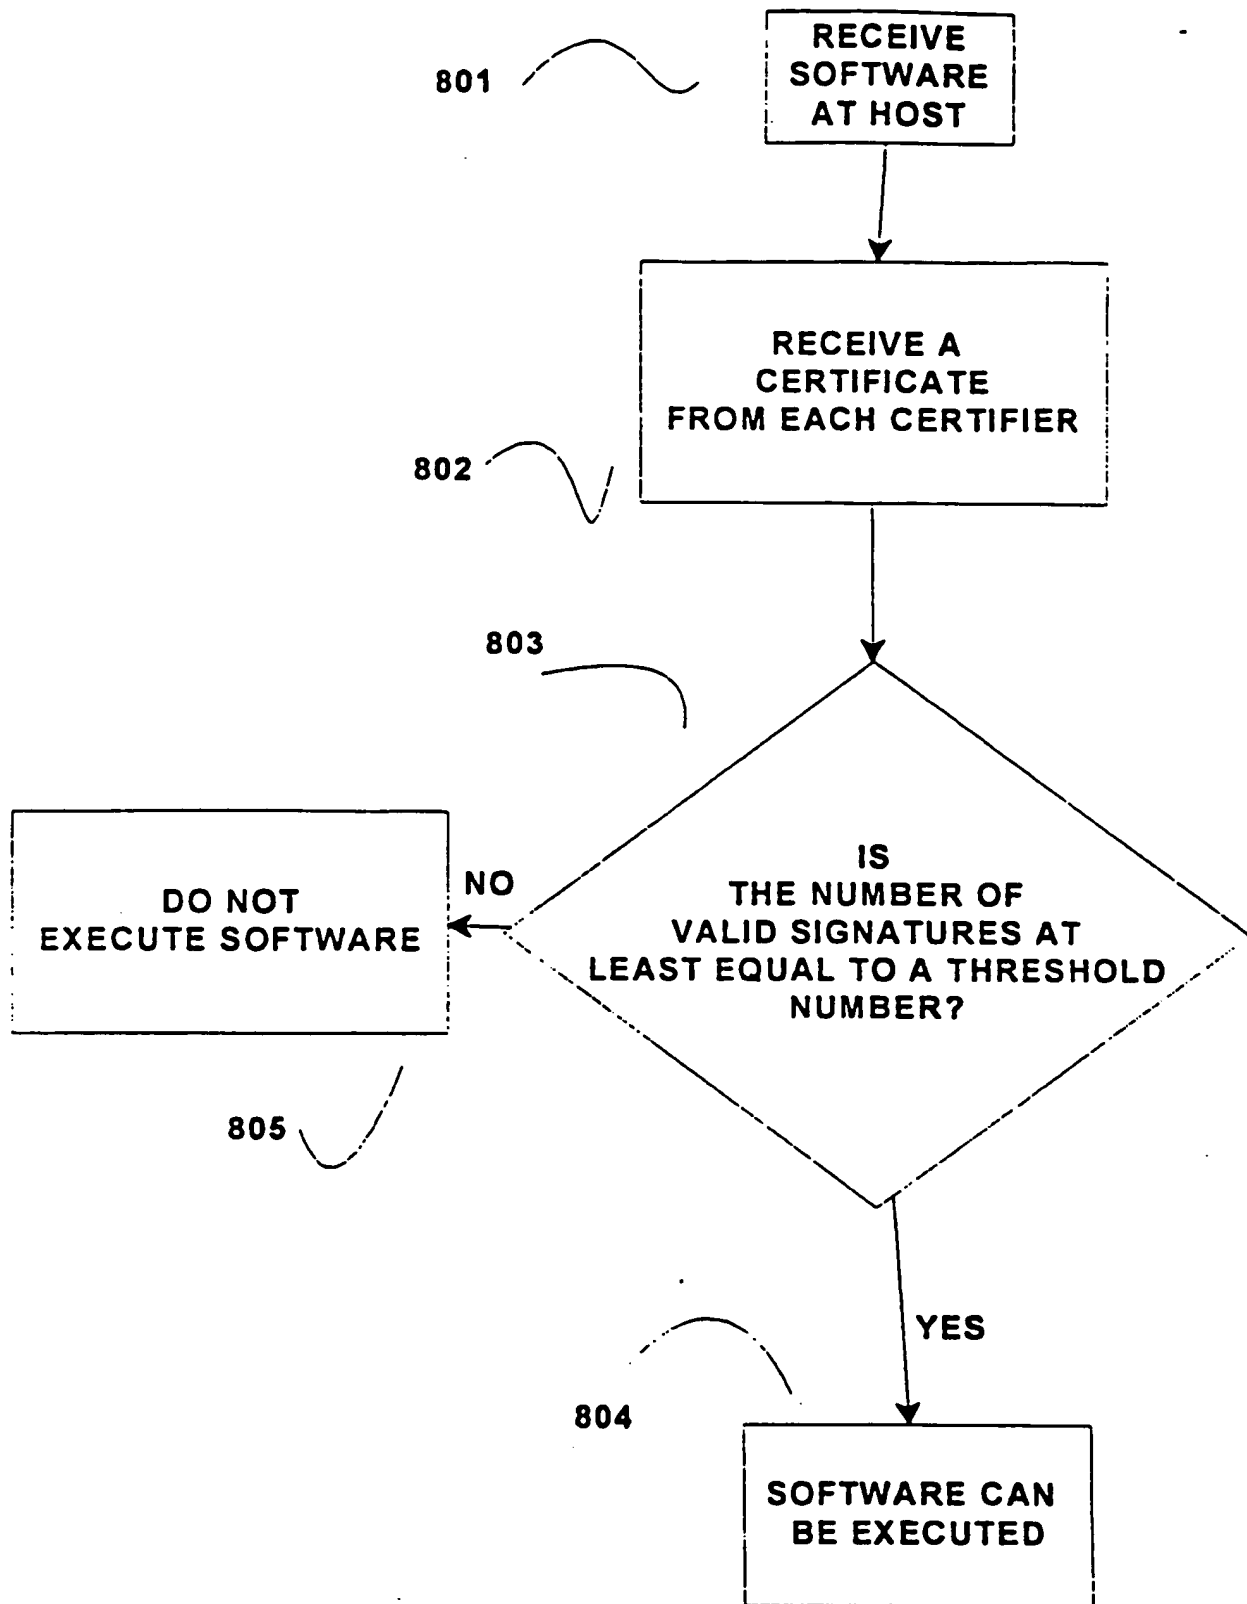 801
RECEIVE
SOFTWARE
AT HOST
RECEIVE A
CERTIFICATE
FROM EACH CERTIFIER
802
803
IS
THE NUMBER OF
VALID SIGNATURES AT
LEAST EQUAL TO A THRESHOLD
NUMBER?
NO
DO NOT
EXECUTE SOFTWARE
805
YES
804
SOFTWARE CAN
BE EXECUTED